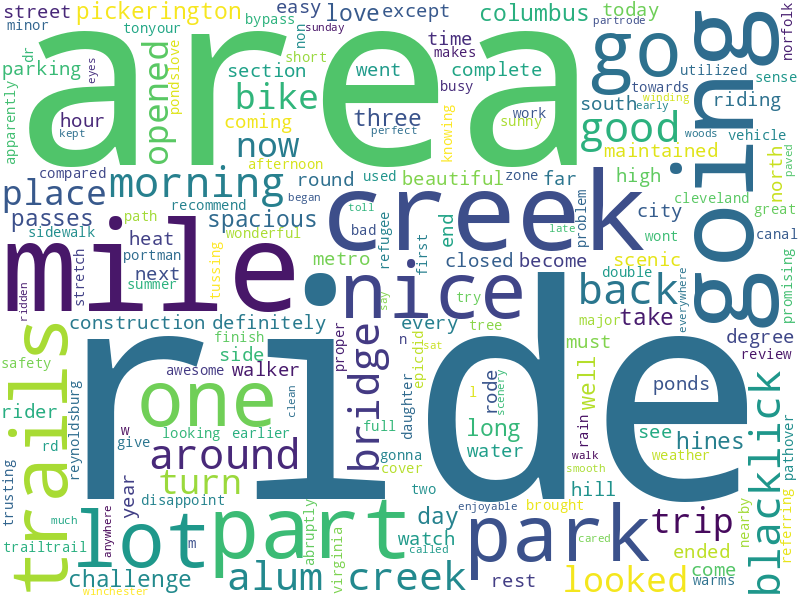 street
pickerington
easy
love
except
columbus
today
minor
bypass
non
sunday
partrode
norfolk
tonyour
dr
eyes
short
time
makes
area
go
going
parking
opened
pondslove
section
went
complete
utilized
sense
towards
winding
apparently
bike
busy
riding
hour
coming
three
work
sunny
south
early
kept
perfect
knowing
good
woods
vehicle
paved
now
compared
afternoon
maintained
north
place
morning
round
used
beautiful
zone
far
high
began
recommend
creek
cleveland
great
passes
path
spacious
toll
end
late
problem
city
sidewalk
wonderful
bad
refugee
first
wont
canal
mile
heat
portman
tussing
metro
closed
become
scenic
promising
ridden
stretch
next
summer
nice
say
try
double
everywhere
back
construction
definitely
every
tree
major
take
trails
finish
proper
bridge
n
sat
must
degree
safety
side
awesome
walker
epicdid
review
reynoldsburg
ride
rider
w
give
one
clean
daughter
l
rode
scenery
ponds
rain
well
looking
earlier
full
long
see
hines
blacklick
pathover
rd
around
gonna
water
walk
weather
trusting
cover
smooth
year
turn
two
hill
disappoint
enjoyable
brought
lot
part
day
park
trip
nearby
referring
much
anywhere
m
abruptly
watch
called
cared
trailtrail
ended
challenge
alum creek
virginia
rest
looked
come
warms
winchester